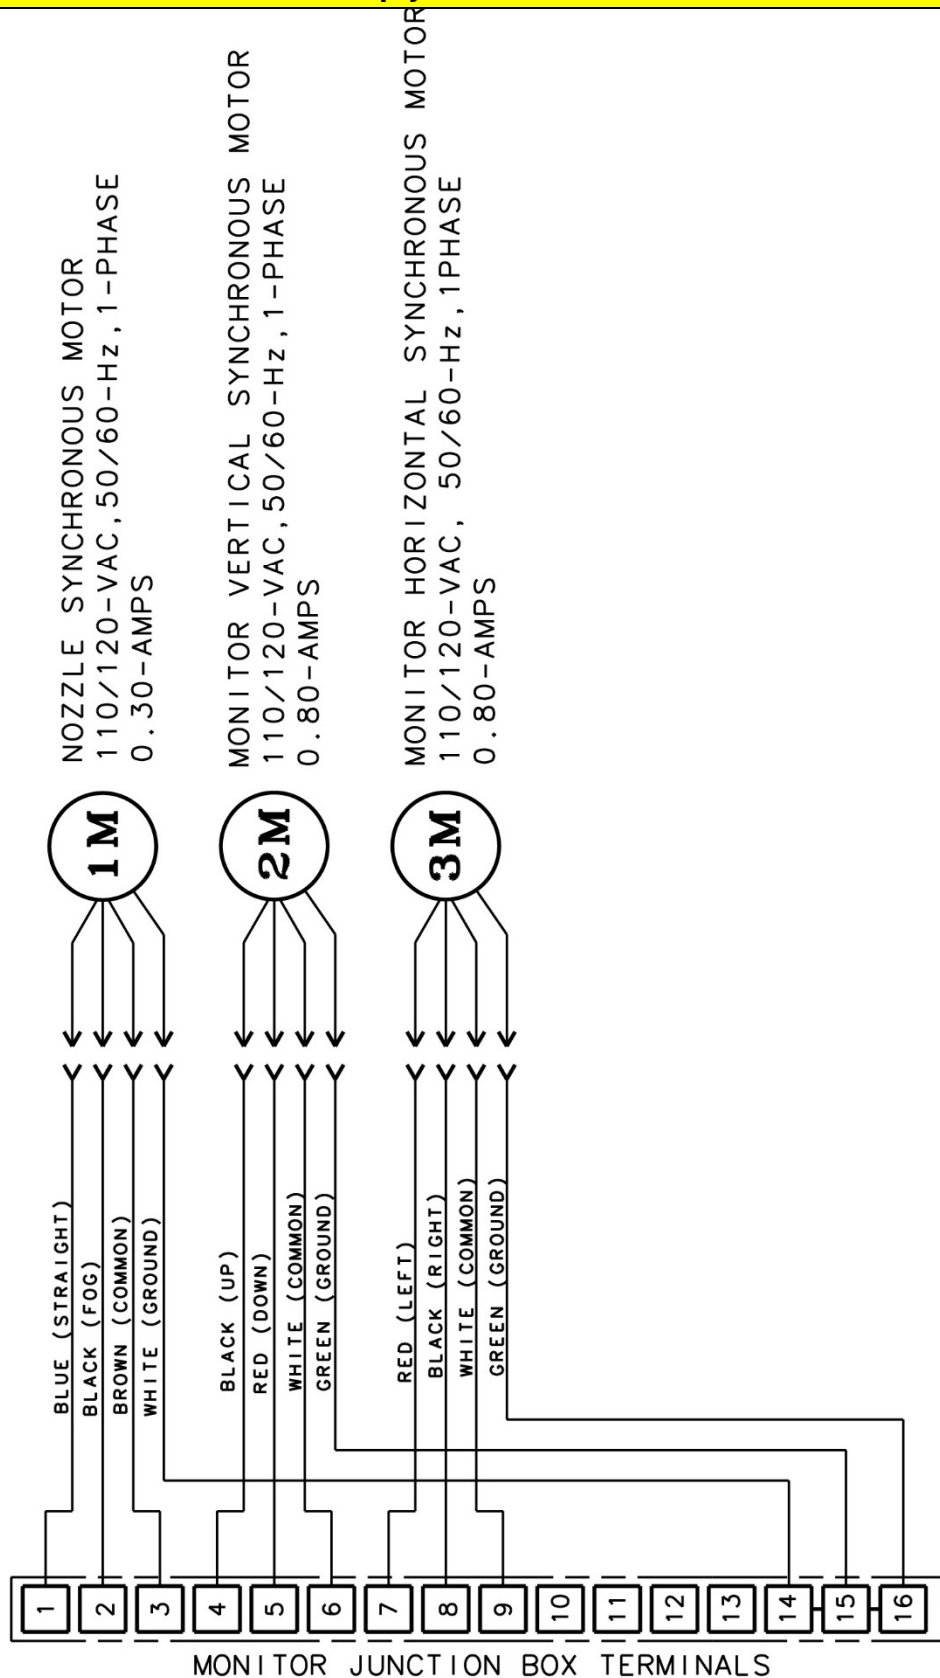 NOZZLE SYNCHRONOUS MOTOR
110/120-VAC,50/60-Hz,1-PHASE
0.30-AMPS
MONITOR VERTICAL SYNCHRONOUS MOTOR
110/120-VAC,50/60-Hz,1-PHASE
0.80-AMPS
MONITOR HORIZONTAL SYNCHRONOUS MOTOR
110/120-VAC, 50/60-Hz,1PHASE
0.80-AMPS
1M
2M
3M
BLUE (STRAIGHT)
BLACK (FOG)
BROWN (COMMON)
WHITE (GROUND)
BLACK (UP)
RED (DOWN)
WHITE (COMMON)
GREEN (GROUND)
RED (LEFT)
BLACK (RIGHT)
WHITE (COMMON)
GREEN (GROUND)
1
2
3
4
5
6
7
8
9
10
11
12
13
14
15
16
MONITOR JUNCTION BOX TERMINALS